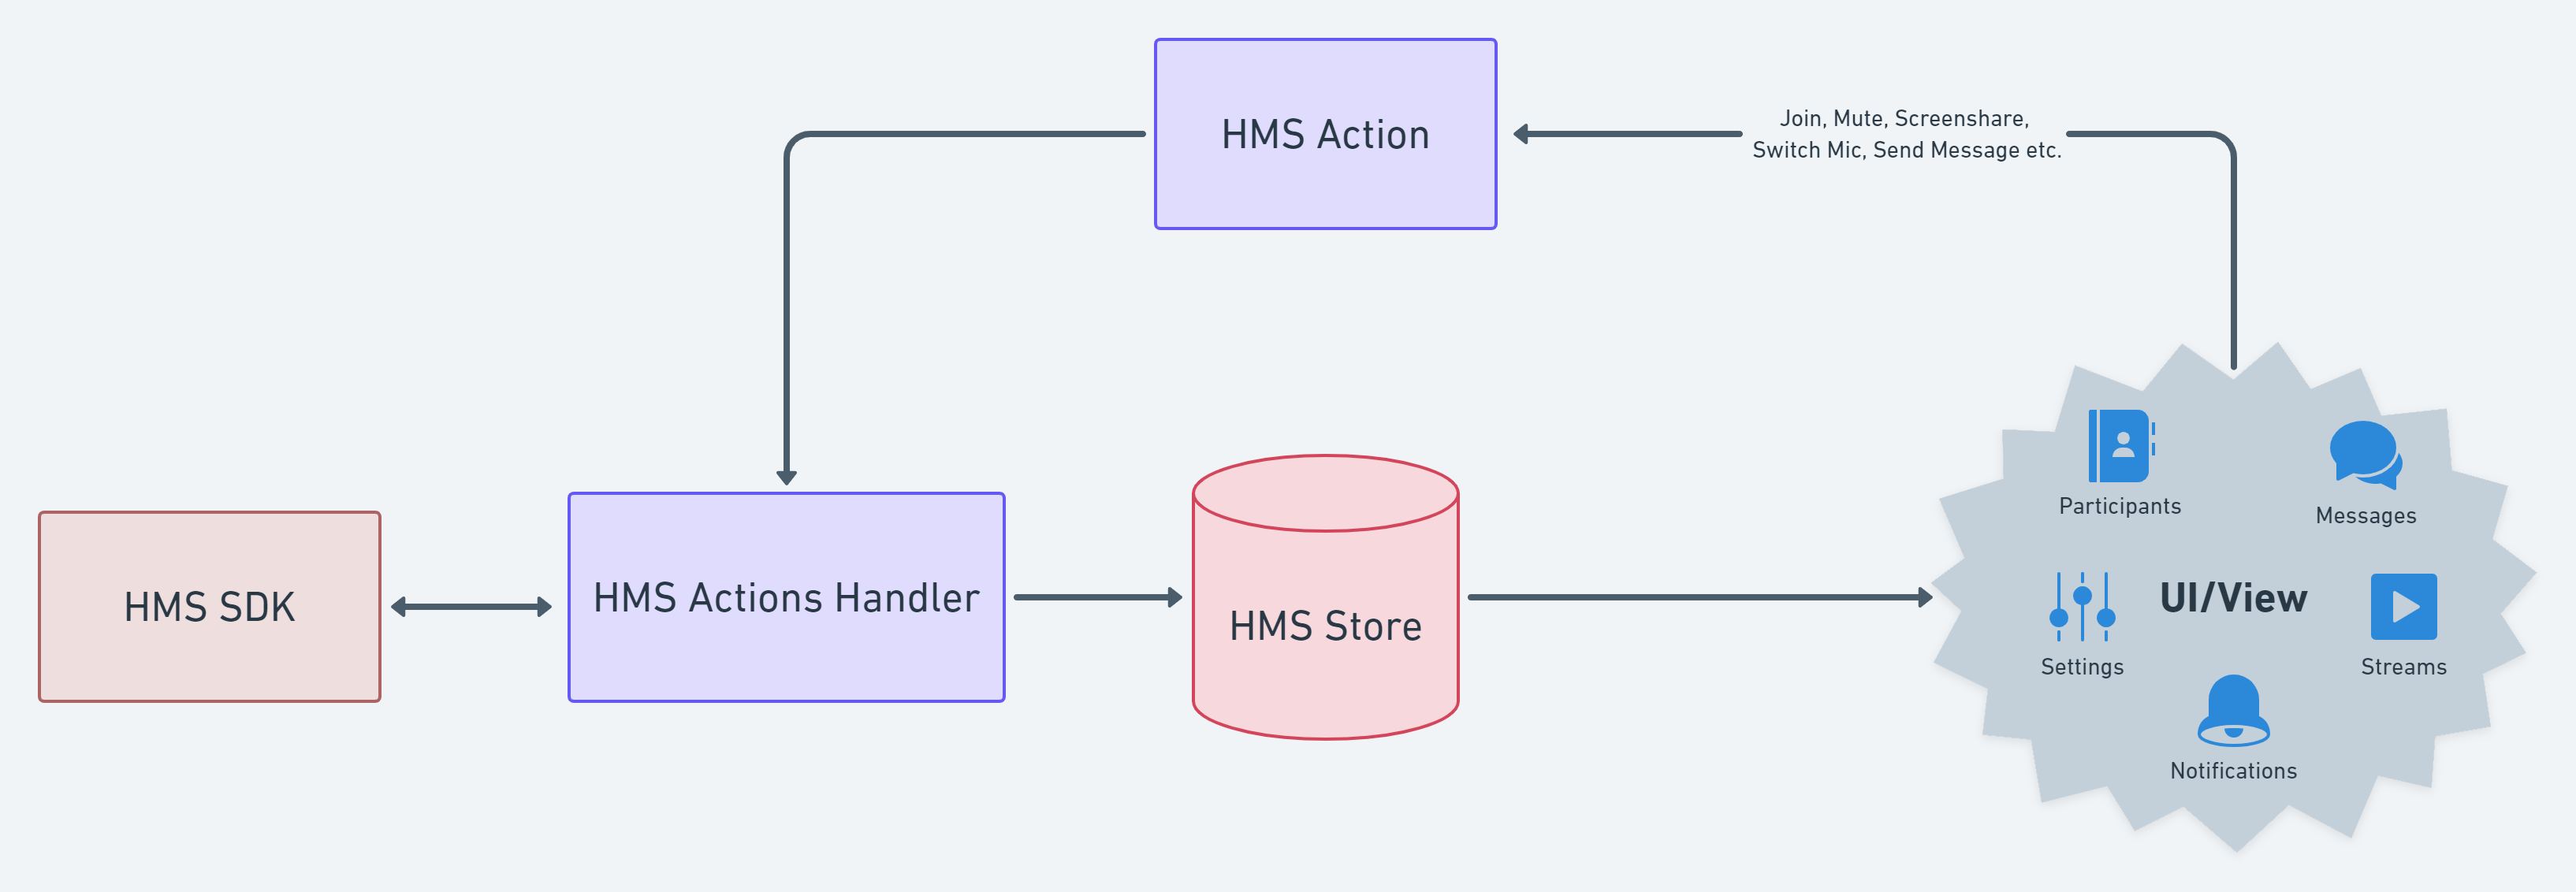 HMS Action
Join, Mute, Screenshare,
Switch Mic, Send Message etc.
HMS SDK
HMS Actions Handler
HMS Store
Participants
Messages
UI/View
Settings
Streams
Notifications